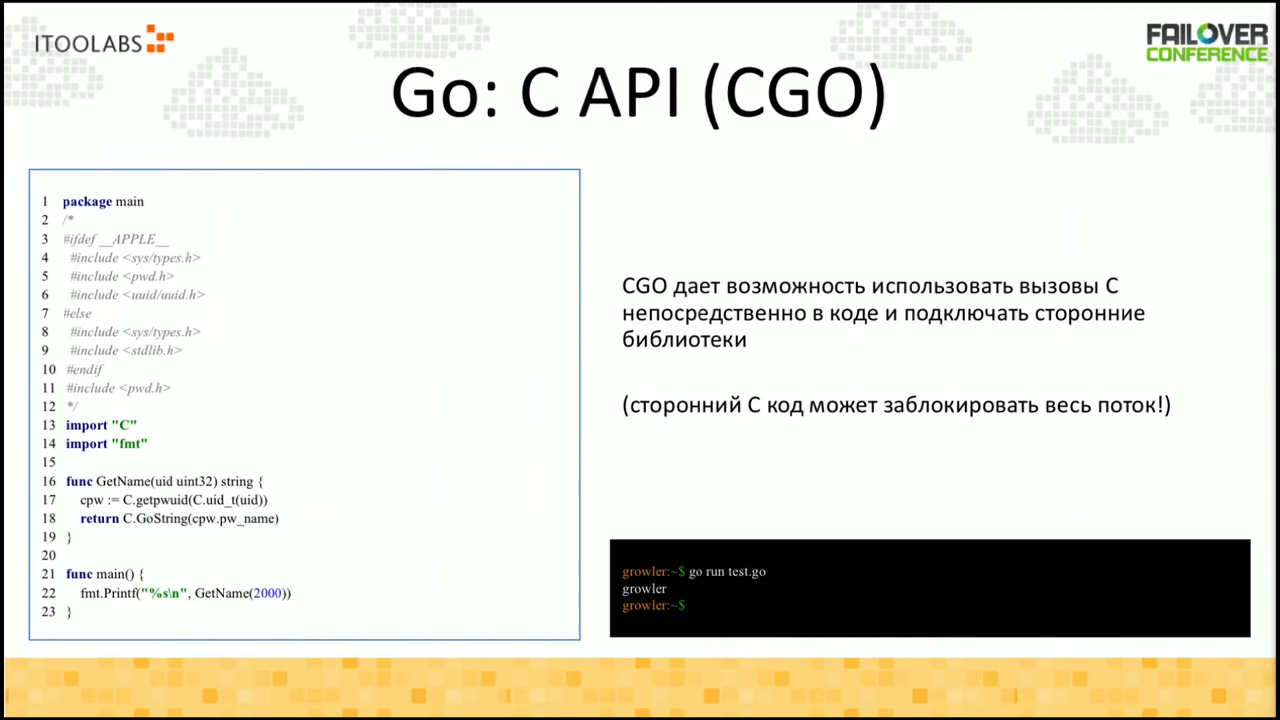 ITOOLABS
FAILOVER
CONFERENCE
Go: C API (CGO)
1 package main
2 /*
3 #ifdef __APPLE__
4 #include <sys/types.h>
5 #include <pwd.h>
6 #include <uuid/uuid.h>
7 #else
8 #include <sys/types.h>
9 #include <stdlib.h>
10 #endif
11 #include <pwd.h>
12 */
13 import "C"
14 import "fmt"
15
16 func GetName(uid uint32) string {
17 cpw := C.getpwuid(C.uid_t(uid))
18 return C.GoString(cpw.pw_name)
19 }
20
21 func main() {
22 fmt.Printf("%s\n", GetName(2000))
23 }
CGO дает возможность использовать вызовы С
непосредственно в коде и подключать сторонние
библиотеки
(сторонний С код может заблокировать весь поток!)
growler:~$ go run test.go
growler
growler:~$